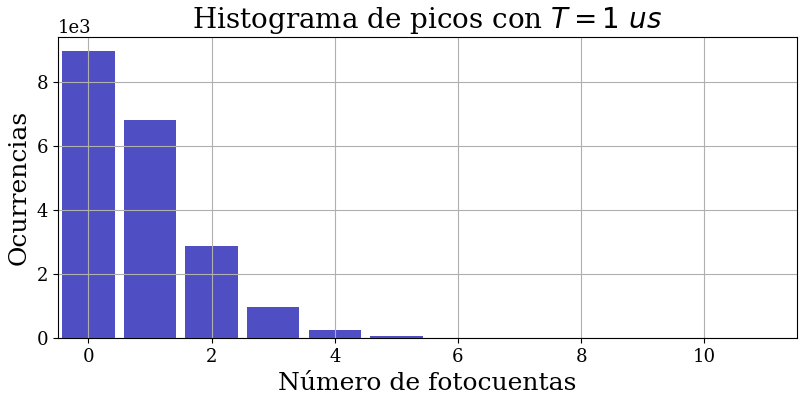 Histograma de picos con T = 1 us
1e3
8
6
4
2
0
Ocurrencias
0 2 4 6 8 10
Número de fotocuentas